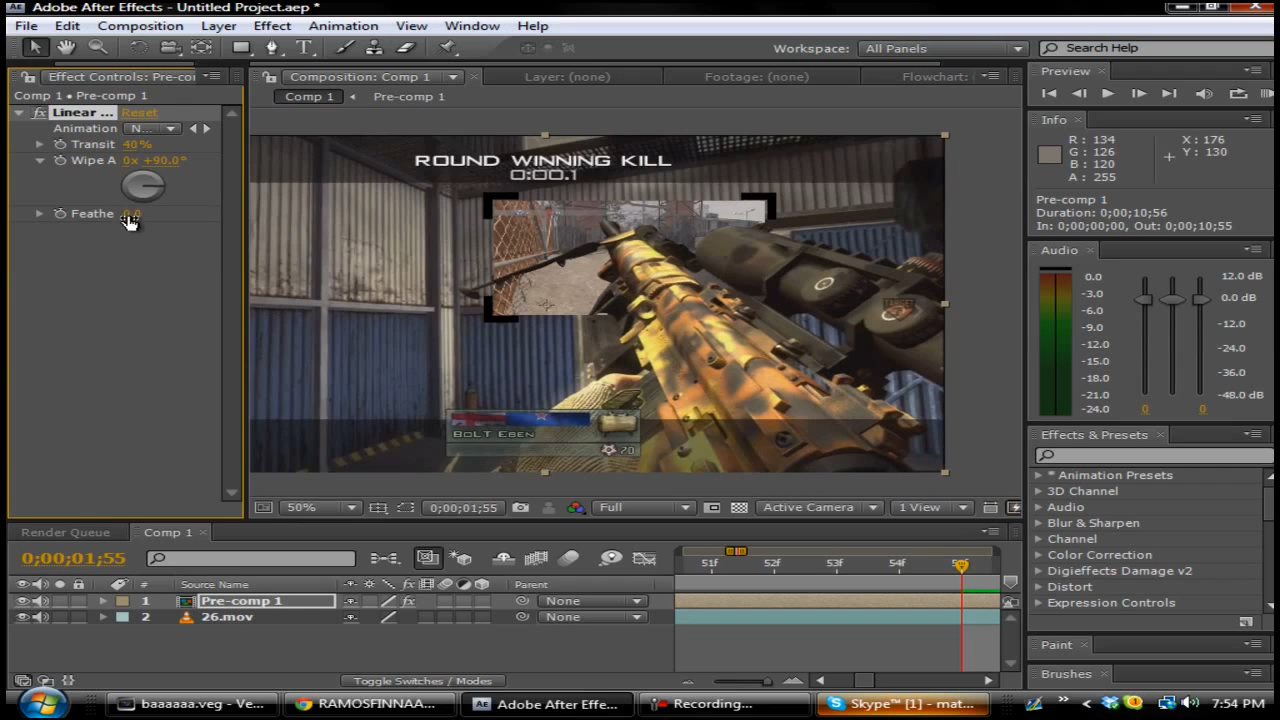 Adobe After Effects - Untitled Project.aep *
File Edit Composition Layer Effect Animation View Window Help
Workspace: All Panels Search Help
Effect Controls: Pre-co
Composition: Comp 1
Layer: (none)
Footage: (none)
Flowchart:
Preview
Comp 1 • Pre-comp 1
Comp 1 Pre-comp 1
fx Linear ... Reset
Animation N...
Transit 40%
Wipe A 0x +90.0°
Feathe
ROUND WINNING KILL
0:00.1
BoLT EBEN
70
Info
R : 134
G : 126
B : 120
A : 255
X : 176
Y : 130
Pre-comp 1
Duration: 0;00;10;56
In: 0;00;00;00, Out: 0;00;10;55
Audio
0.0
-3.0
-6.0
-9.0
-12.0
-15.0
-18.0
-21.0
-24.0
12.0 dB
0.0 dB
-12.0
-24.0
-36.0
-48.0 dB
0 0
Effects & Presets
* Animation Presets
3D Channel
Audio
Blur & Sharpen
Channel
Color Correction
Digieffects Damage v2
Distort
Expression Controls
Paint
Brushes
50% 0;00;01;55 Full Active Camera 1 View
Render Queue Comp 1
0;00;01;55
51f 52f 53f 54f
# Source Name fx Parent
1 Pre-comp 1 fx None
2 26.mov None
Toggle Switches / Modes
baaaaaa.veg - Ve... RAMOSFINNAA... Adobe After Effe... Recording... Skype™ [1] - mat... 7:54 PM